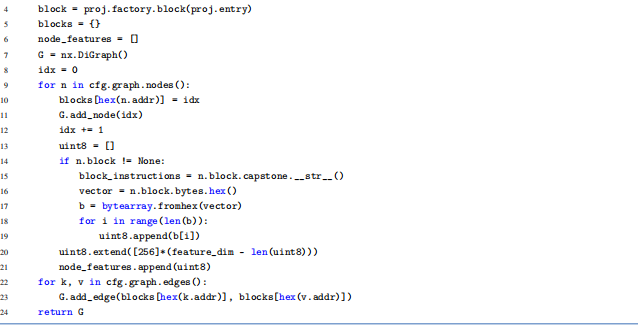 4 block = proj.factory.block(proj.entry)
5 blocks = {}
6 node_features = []
7 G = nx.DiGraph()
8 idx = 0
9 for n in cfg.graph.nodes():
10 blocks[hex(n.addr)] = idx
11 G.add_node(idx)
12 idx += 1
13 uint8 = []
14 if n.block != None:
15 block_instructions = n.block.capstone.__str__()
16 vector = n.block.bytes.hex()
17 b = bytearray.fromhex(vector)
18 for i in range(len(b)):
19 uint8.append(b[i])
20 uint8.extend([256]*(feature_dim - len(uint8)))
21 node_features.append(uint8)
22 for k, v in cfg.graph.edges():
23 G.add_edge(blocks[hex(k.addr)], blocks[hex(v.addr)])
24 return G